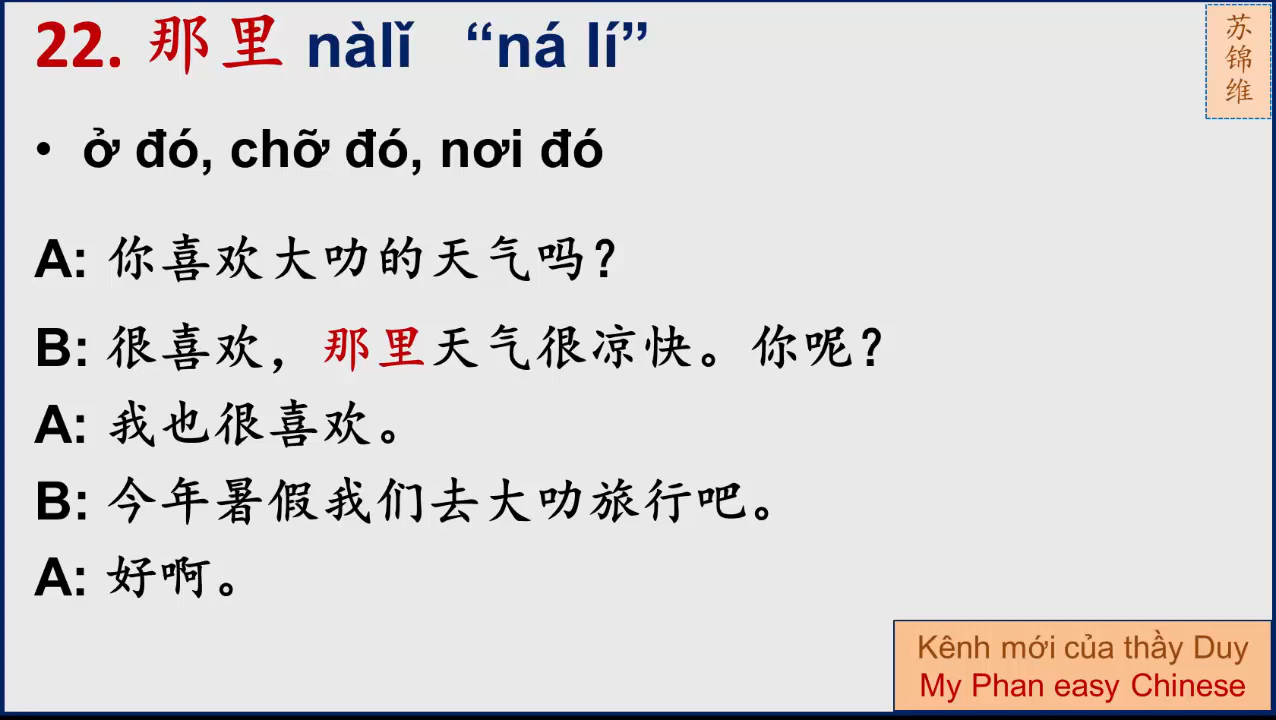 22. 那里 nàlǐ “ná lí”
苏
锦
维
• ở đó, chỡ đó, nơi đó
A: 你喜欢大叻的天气吗？
B: 很喜欢，那里天气很凉快。你呢？
A: 我也很喜欢。
B: 今年暑假我们去大叻旅行吧。
A: 好啊。
Kênh mới của thầy Duy
My Phan easy Chinese